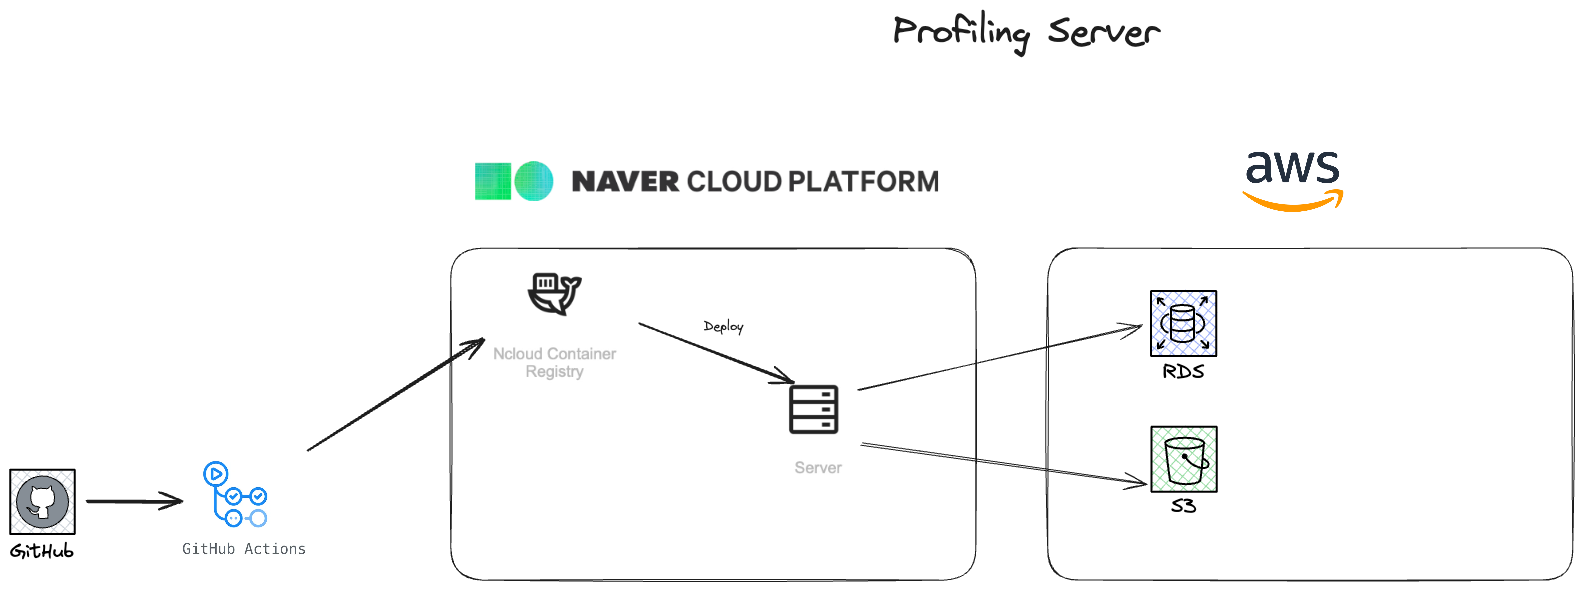 Profiling Server
NAVER CLOUD PLATFORM
aws
Deploy
Ncloud Container
Registry
Server
RDS
S3
GitHub
GitHub Actions